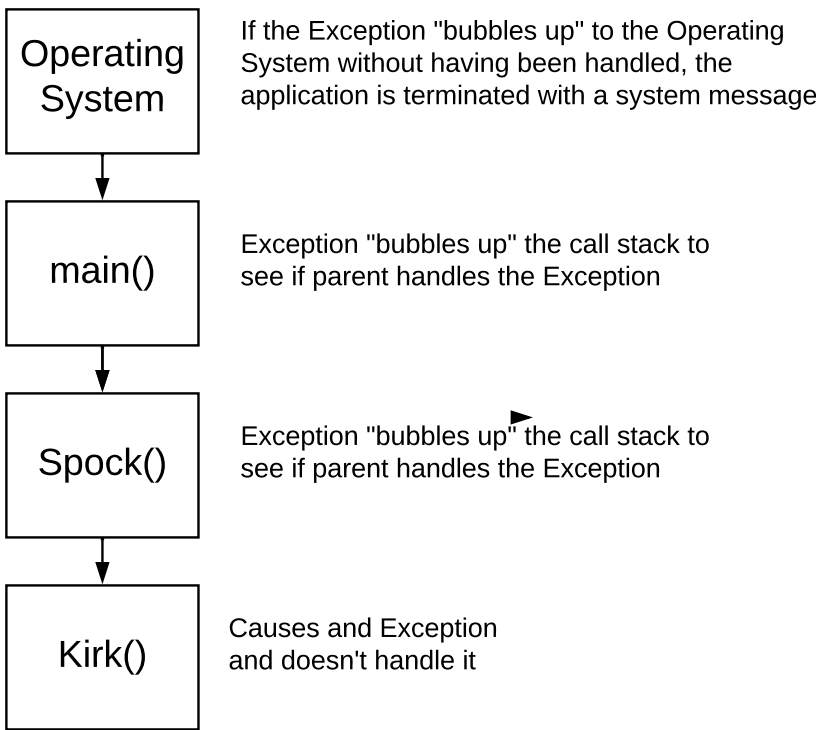 Operating
System
If the Exception "bubbles up" to the Operating
System without having been handled, the
application is terminated with a system message
main()
Exception "bubbles up" the call stack to
see if parent handles the Exception
Spock()
Exception "bubbles up" the call stack to
see if parent handles the Exception
Kirk()
Causes and Exception
and doesn't handle it